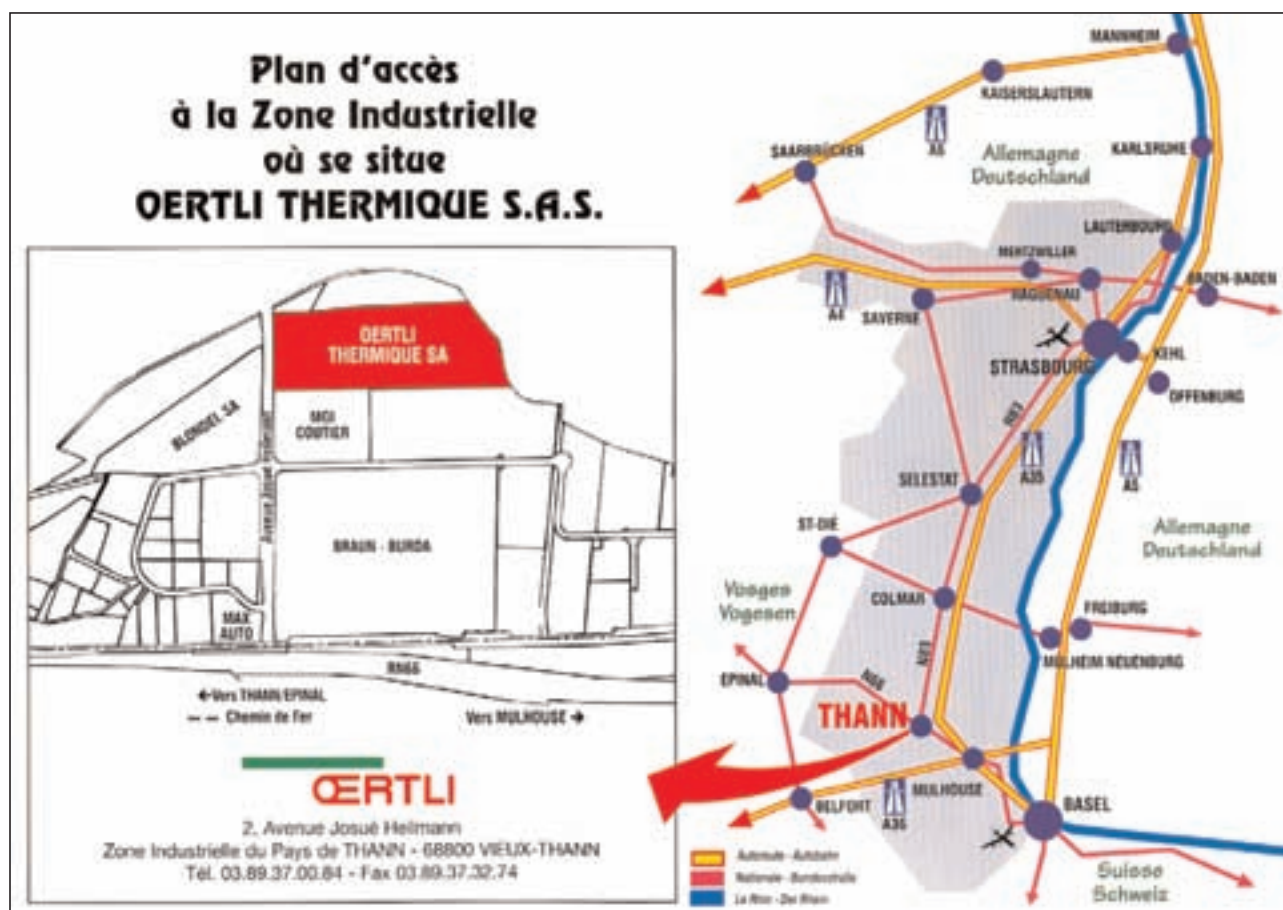 Plan d'accès
à la Zone Industrielle
où se situe
OERTLI THERMIQUE S.A.S.
OERTLI
THERMIQUE SA
BLONDEL SA
MGI
COUTIER
Avenue Josué
BRAUN - BURDA
MAX
AUTO
RN66
←Vers THANN/EPINAL
-- Chemin de Fer
Vers MULHOUSE →
ŒRTLI
2, Avenue Josué Heilmann
Zone Industrielle du Pays de THANN - 68800 VIEUX-THANN
Tél. 03.89.37.00.84 - Fax 03.89.37.32.74
MANNHEIM
KAISERSLAUTERN
A6
SAARBRÜCKEN
Allemagne
Deutschland
KARLSRUHE
LAUTERBOURG
MERTZWILLER
BADEN-BADEN
HAGUENAU
A4
SAVERNE
STRASBOURG
KEHL
OFFENBURG
A35
A5
SELESTAT
ST-DIÉ
Allemagne
Deutschland
Vosges
Vogesen
COLMAR
FREIBURG
MULHEIM NEUENBURG
EPINAL
N66
THANN
MULHOUSE
BELFORT
A36
BASEL
Suisse
Schweiz
Autoroute - Autobahn
Nationale - Bundesstraße
Le Rhin - Der Rhein